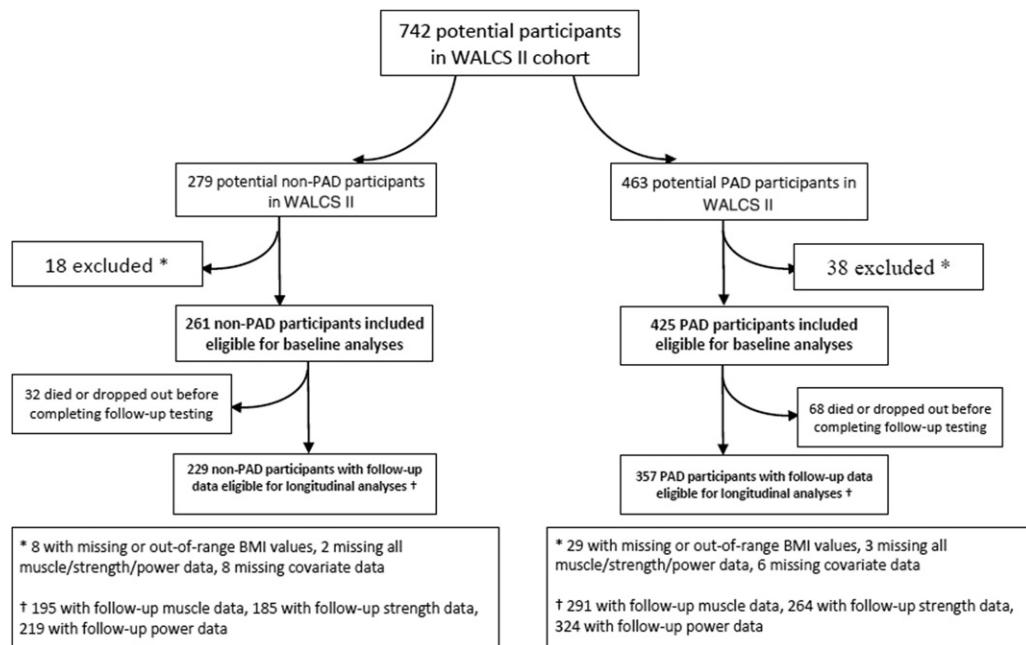 742 potential participants
in WALCS II cohort
279 potential non-PAD participants
in WALCS II
463 potential PAD participants in
WALCS II
18 excluded *
38 excluded *
261 non-PAD participants included
eligible for baseline analyses
425 PAD participants included
eligible for baseline analyses
32 died or dropped out before
completing follow-up testing
68 died or dropped out before
completing follow-up testing
229 non-PAD participants with follow-up
data eligible for longitudinal analyses †
357 PAD participants with follow-up data
eligible for longitudinal analyses †
* 8 with missing or out-of-range BMI values, 2 missing all
muscle/strength/power data, 8 missing covariate data
† 195 with follow-up muscle data, 185 with follow-up strength data,
219 with follow-up power data
* 29 with missing or out-of-range BMI values, 3 missing all
muscle/strength/power data, 6 missing covariate data
† 291 with follow-up muscle data, 264 with follow-up strength data,
324 with follow-up power data